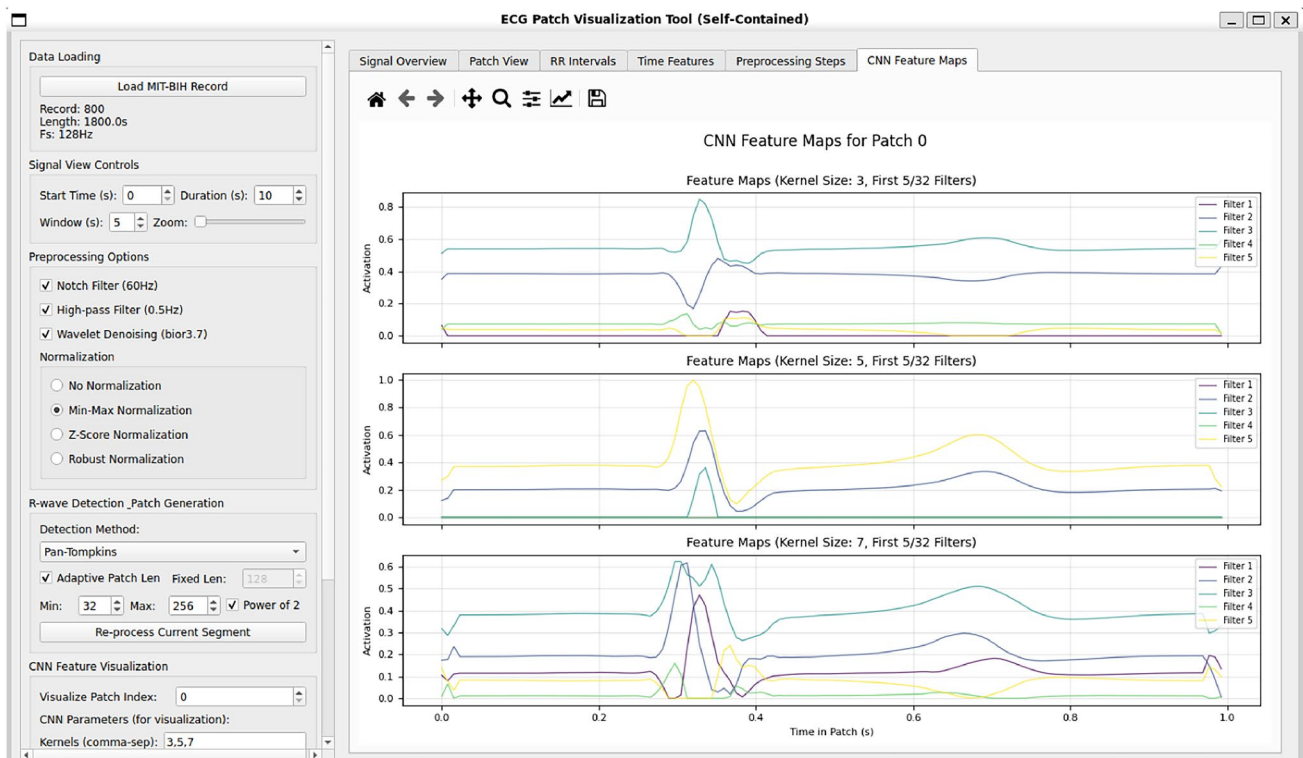 ECG Patch Visualization Tool (Self-Contained)
Data Loading
Load MIT-BIH Record
Record: 800
Length: 1800.0s
Fs: 128Hz
Signal View Controls
Start Time (s): 0 Duration (s): 10
Window (s): 5 Zoom:
Preprocessing Options
Notch Filter (60Hz)
High-pass Filter (0.5Hz)
Wavelet Denoising (bior3.7)
Normalization
No Normalization
Min-Max Normalization
Z-Score Normalization
Robust Normalization
R-wave Detection _Patch Generation
Detection Method:
Pan-Tompkins
Adaptive Patch Len Fixed Len: 128
Min: 32 Max: 256 Power of 2
Re-process Current Segment
CNN Feature Visualization
Visualize Patch Index: 0
CNN Parameters (for visualization):
Kernels (comma-sep): 3,5,7
Signal Overview Patch View RR Intervals Time Features Preprocessing Steps CNN Feature Maps
CNN Feature Maps for Patch 0
Feature Maps (Kernel Size: 3, First 5/32 Filters)
Activation
0.8
0.6
0.4
0.2
0.0
Filter 1
Filter 2
Filter 3
Filter 4
Filter 5
Feature Maps (Kernel Size: 5, First 5/32 Filters)
Activation
1.0
0.8
0.6
0.4
0.2
0.0
Filter 1
Filter 2
Filter 3
Filter 4
Filter 5
Feature Maps (Kernel Size: 7, First 5/32 Filters)
Activation
0.6
0.5
0.4
0.3
0.2
0.1
0.0
Filter 1
Filter 2
Filter 3
Filter 4
Filter 5
0.0 0.2 0.4 0.6 0.8 1.0
Time in Patch (s)